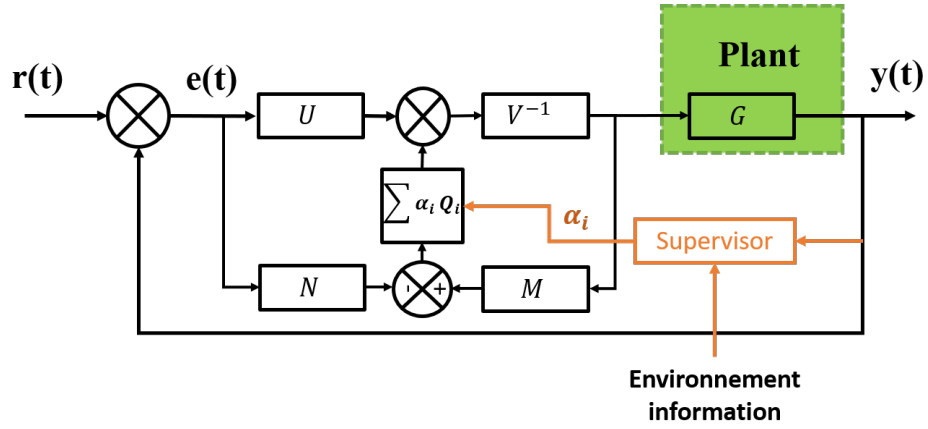 Plant
r(t)
e(t)
y(t)
U
V⁻¹
G
∑ αᵢ Qᵢ
αᵢ
Supervisor
N
- +
M
Environnement
information